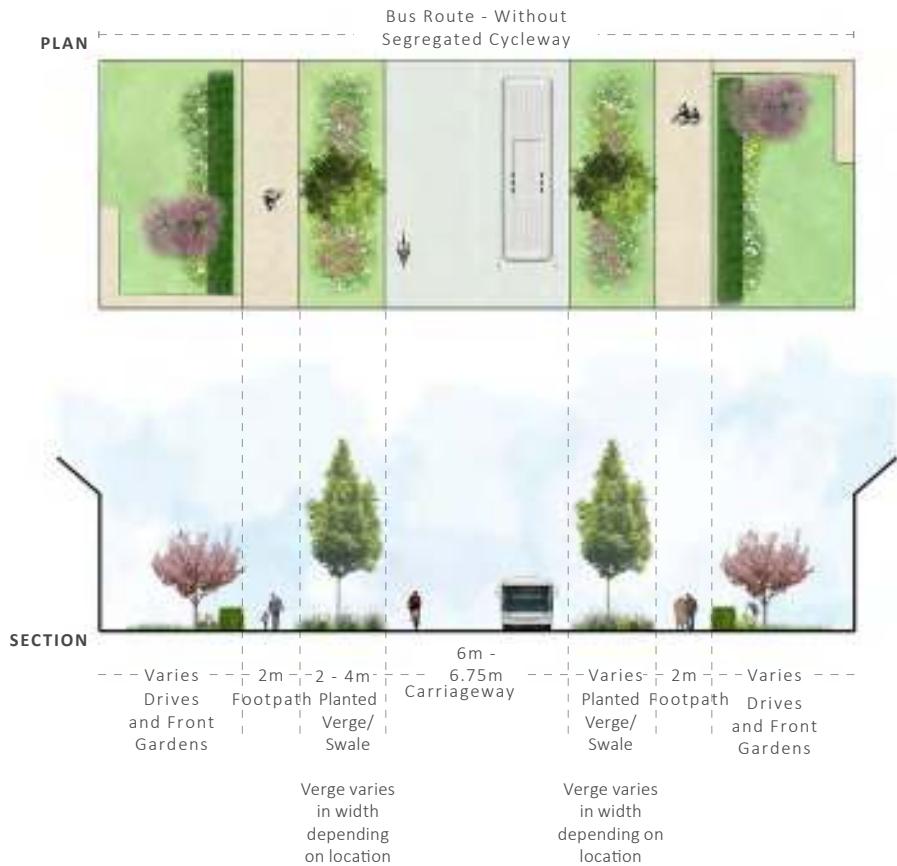 Bus Route - Without
Segregated Cycleway
PLAN
SECTION
Varies
Drives
and Front
Gardens
2m
Footpath
2 - 4m
Planted
Verge/
Swale
Verge varies
in width
depending
on location
6m -
6.75m
Carriageway
Varies
Planted
Verge/
Swale
Verge varies
in width
depending on
location
2m
Footpath
Varies
Drives
and Front
Gardens